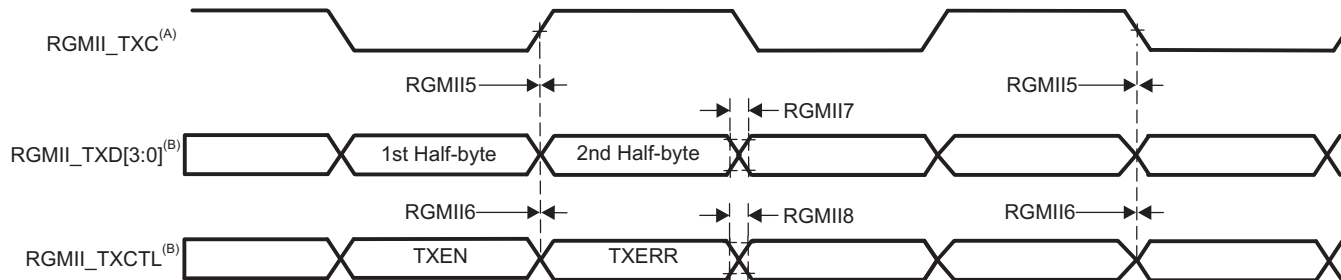 RGMII_TXC(A)
RGMII5 RGMII5
RGMII7
RGMII_TXD[3:0](B) 1st Half-byte 2nd Half-byte
RGMII6 RGMII8 RGMII6
RGMII_TXCTL(B) TXEN TXERR